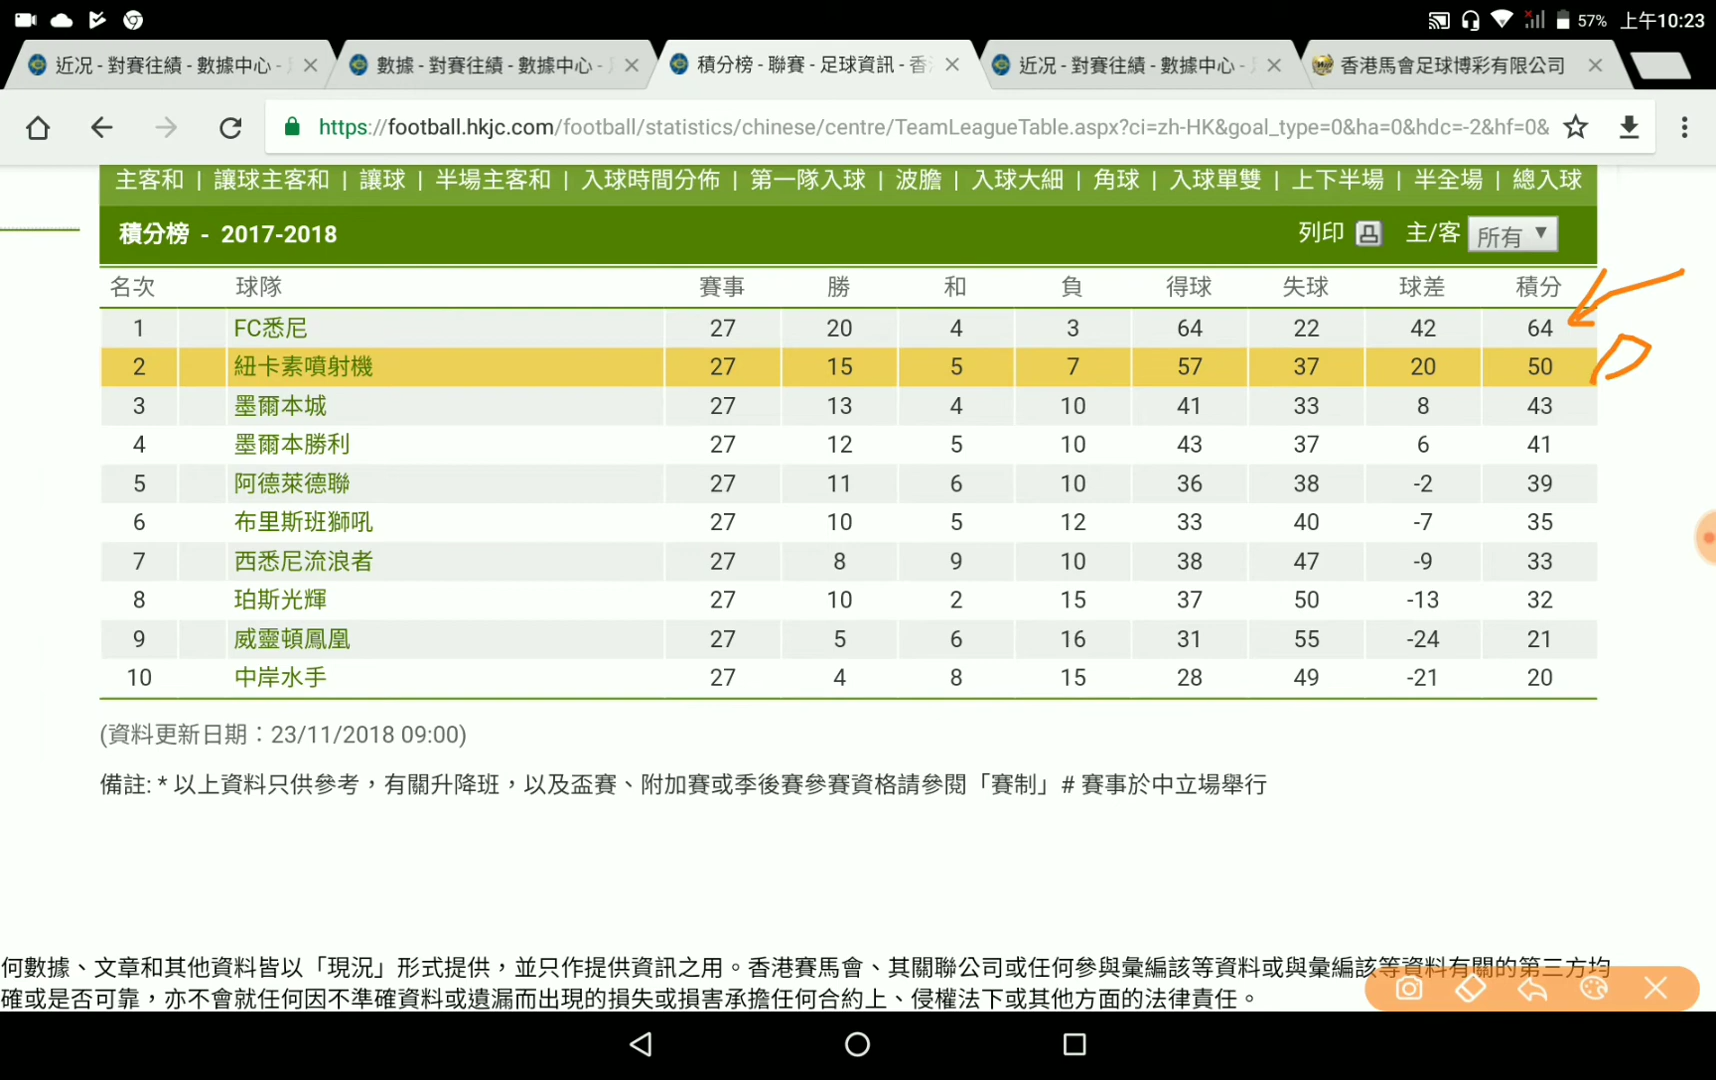 57% 上午10:23
近況 - 對賽往績 - 數據中心 -
數據 - 對賽往績 - 數據中心 -
積分榜 - 聯賽 - 足球資訊 - 香
近況 - 對賽往績 - 數據中心 -
香港馬會足球博彩有限公司
https://football.hkjc.com/football/statistics/chinese/centre/TeamLeagueTable.aspx?ci=zh-HK&goal_type=0&ha=0&hdc=-2&hf=0&
主客和 | 讓球主客和 | 讓球 | 半場主客和 | 入球時間分佈 | 第一隊入球 | 波膽 | 入球大細 | 角球 | 入球單雙 | 上下半場 | 半全場 | 總入球
積分榜 - 2017-2018 列印 主/客 所有
名次 球隊 賽事 勝 和 負 得球 失球 球差 積分
1 FC悉尼 27 20 4 3 64 22 42 64
2 紐卡素噴射機 27 15 5 7 57 37 20 50
3 墨爾本城 27 13 4 10 41 33 8 43
4 墨爾本勝利 27 12 5 10 43 37 6 41
5 阿德萊德聯 27 11 6 10 36 38 -2 39
6 布里斯班獅吼 27 10 5 12 33 40 -7 35
7 西悉尼流浪者 27 8 9 10 38 47 -9 33
8 珀斯光輝 27 10 2 15 37 50 -13 32
9 威靈頓鳳凰 27 5 6 16 31 55 -24 21
10 中岸水手 27 4 8 15 28 49 -21 20
(資料更新日期：23/11/2018 09:00)
備註: * 以上資料只供參考，有關升降班，以及盃賽、附加賽或季後賽參賽資格請參閱「賽制」# 賽事於中立場舉行
何數據、文章和其他資料皆以「現況」形式提供，並只作提供資訊之用。香港賽馬會、其關聯公司或任何參與彙編該等資料或與彙編該等資料有關的第三方均
確或是否可靠，亦不會就任何因不準確資料或遺漏而出現的損失或損害承擔任何合約上、侵權法下或其他方面的法律責任。